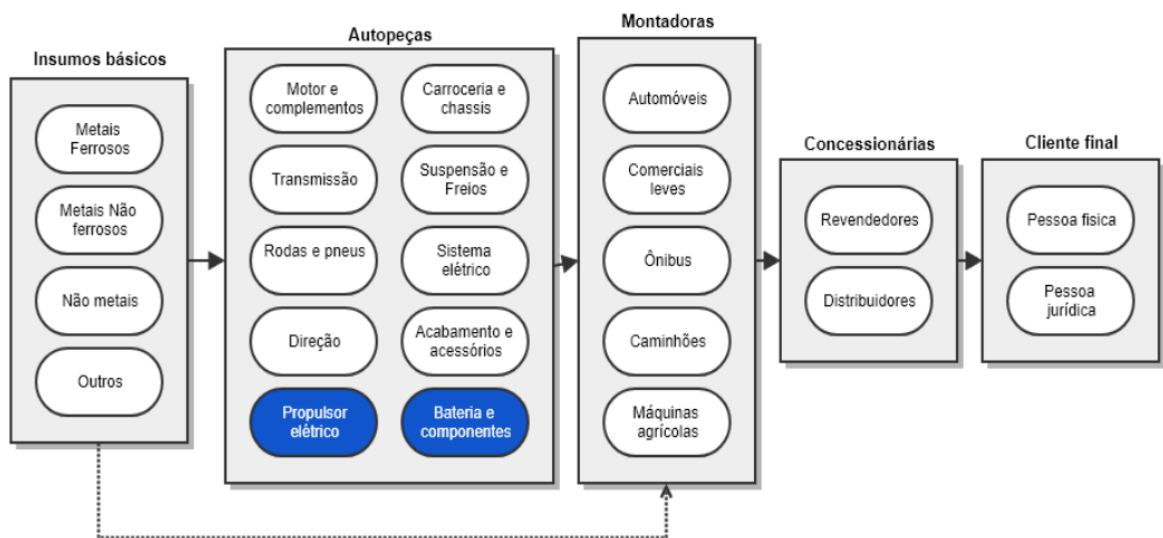 Insumos básicos
Metais
Ferrosos
Metais Não
ferrosos
Não metais
Outros
Autopeças
Motor e
complementos
Carroceria e
chassis
Transmissão
Suspensão e
Freios
Rodas e pneus
Sistema
elétrico
Direção
Acabamento e
acessórios
Propulsor
elétrico
Bateria e
componentes
Montadoras
Automóveis
Comerciais
leves
Ônibus
Caminhões
Máquinas
agrícolas
Concessionárias
Revendedores
Distribuidores
Cliente final
Pessoa fisica
Pessoa
jurídica